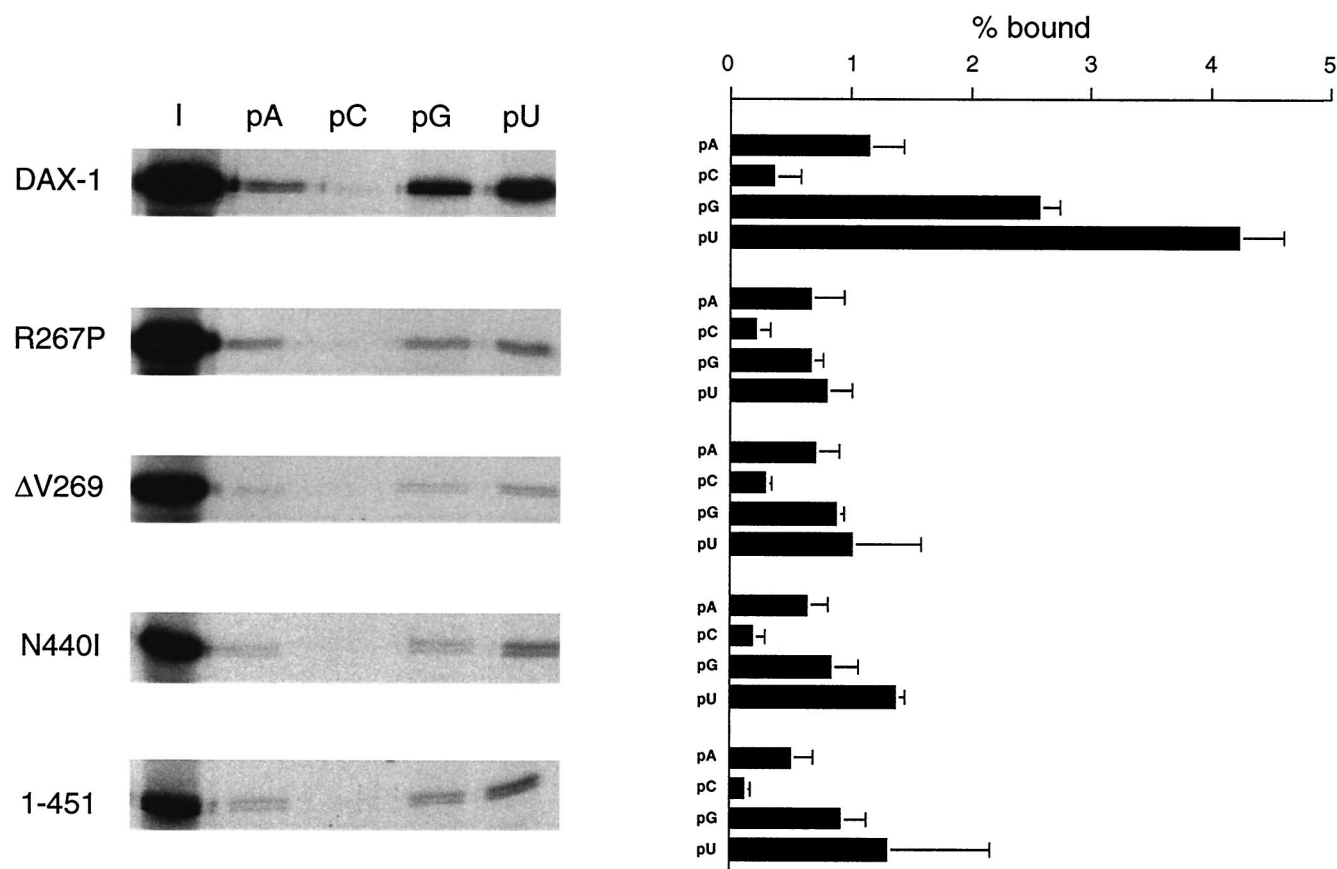 % bound
0 1 2 3 4 5
I pA pC pG pU
DAX-1
pA
pC
pG
pU
R267P
pA
pC
pG
pU
ΔV269
pA
pC
pG
pU
N440I
pA
pC
pG
pU
1-451
pA
pC
pG
pU